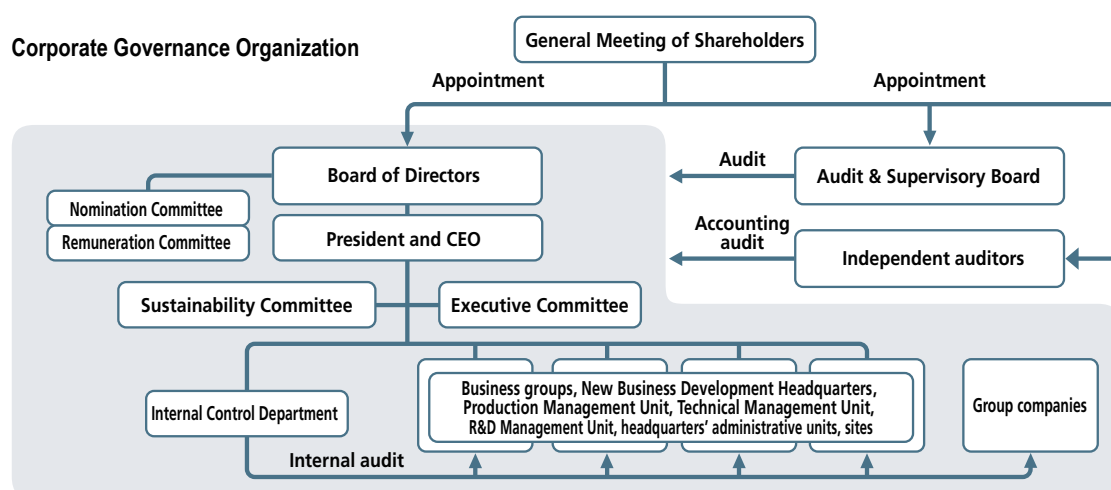 Corporate Governance Organization
General Meeting of Shareholders
Appointment
Appointment
Board of Directors
Audit
Audit & Supervisory Board
Nomination Committee
Remuneration Committee
President and CEO
Accounting
audit
Independent auditors
Sustainability Committee
Executive Committee
Internal Control Department
Business groups, New Business Development Headquarters,
Production Management Unit, Technical Management Unit,
R&D Management Unit, headquarters’ administrative units, sites
Group companies
Internal audit